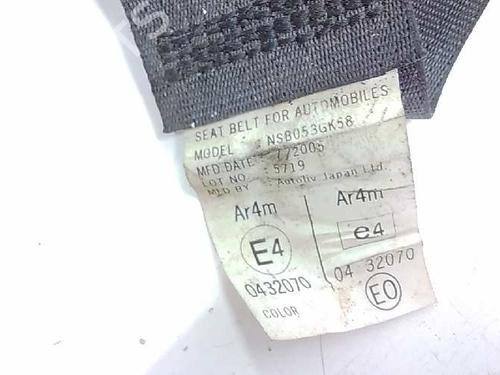 SEAT BELT FOR AUTOMOBILES
MODEL : NSB053GK58
MFD DATE : 7/2005
LOT NO : 5719
MFD BY : Autoliv Japan Ltd.
Ar4m
E4
0432070
COLOR
Ar4m
e4
04 32070
E0